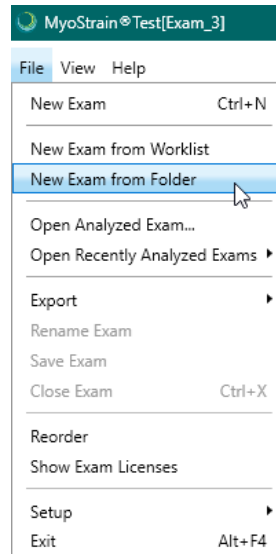 MyoStrain®Test[Exam_3]
File View Help
New Exam Ctrl+N
New Exam from Worklist
New Exam from Folder
Open Analyzed Exam...
Open Recently Analyzed Exams
Export
Rename Exam
Save Exam
Close Exam Ctrl+X
Reorder
Show Exam Licenses
Setup
Exit Alt+F4